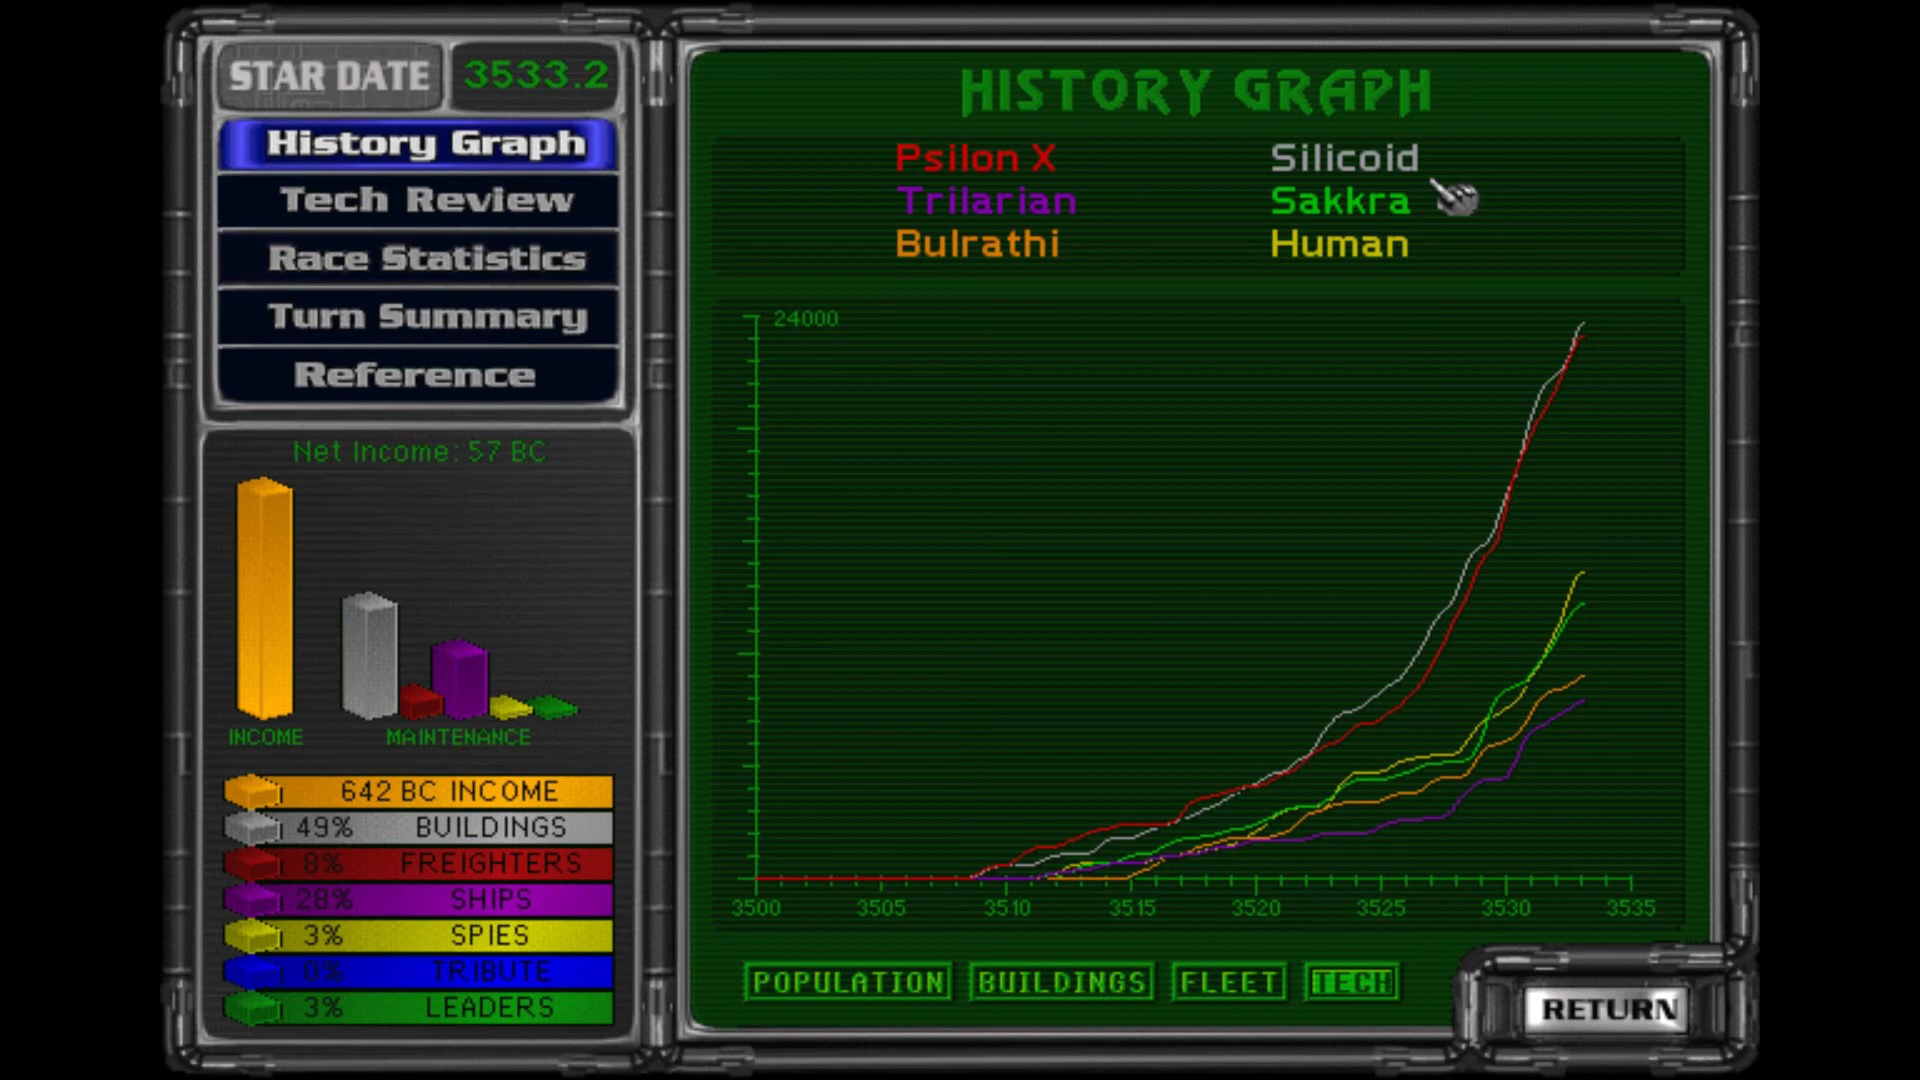 STAR DATE 3533.2
History Graph
Tech Review
Race Statistics
Turn Summary
Reference
Net Income: 57 BC
INCOME MAINTENANCE
642 BC INCOME
49% BUILDINGS
8% FREIGHTERS
28% SHIPS
3% SPIES
0% TRIBUTE
3% LEADERS
HISTORY GRAPH
Psilon X Silicoid
Trilarian Sakkra
Bulrathi Human
24000
3500 3505 3510 3515 3520 3525 3530 3535
POPULATION BUILDINGS FLEET TECH
RETURN